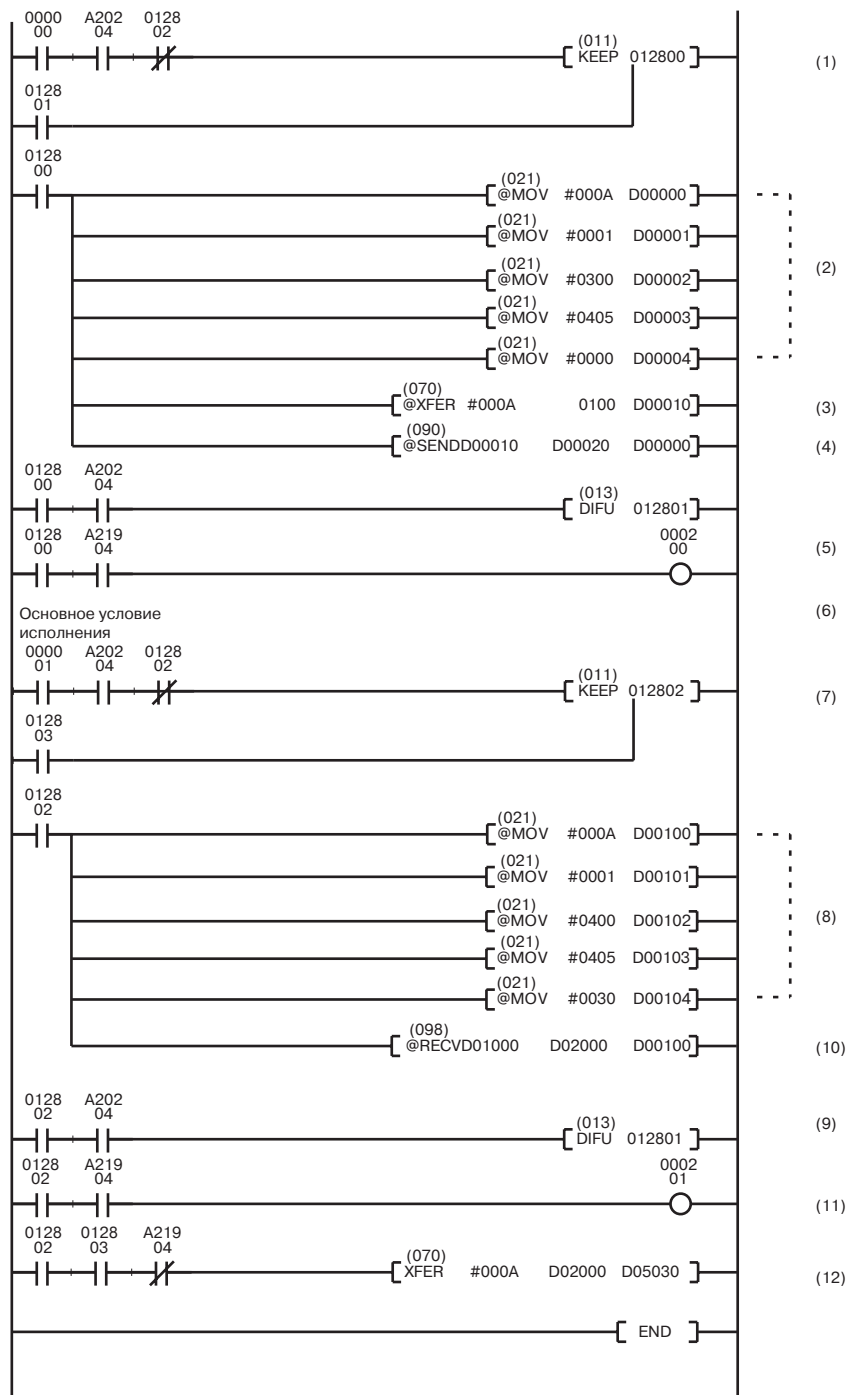 0000 A202 0128
00 04 02
(011)
KEEP 012800
(1)
0128
01
0128
00
(021)
@MOV #000A D00000
(021)
@MOV #0001 D00001
(2)
(021)
@MOV #0300 D00002
(021)
@MOV #0405 D00003
(021)
@MOV #0000 D00004
(070)
@XFER #000A 0100 D00010
(3)
(090)
@SENDD00010 D00020 D00000
(4)
0128 A202
00 04
(013)
DIFU 012801
0128 A219 0002
00 04 00
(5)
(6)
Основное условие
исполнения
0000 A202 0128
01 04 02
(011)
KEEP 012802
(7)
0128
03
0128
02
(021)
@MOV #000A D00100
(021)
@MOV #0001 D00101
(021)
@MOV #0400 D00102
(8)
(021)
@MOV #0405 D00103
(021)
@MOV #0030 D00104
(098)
@RECVD01000 D02000 D00100
(10)
0128 A202
02 04
(9)
(013)
DIFU 012801
0128 A219 0002
02 04 01
(11)
0128 0128 A219
02 03 04
(070)
XFER #000A D02000 D05030
(12)
END